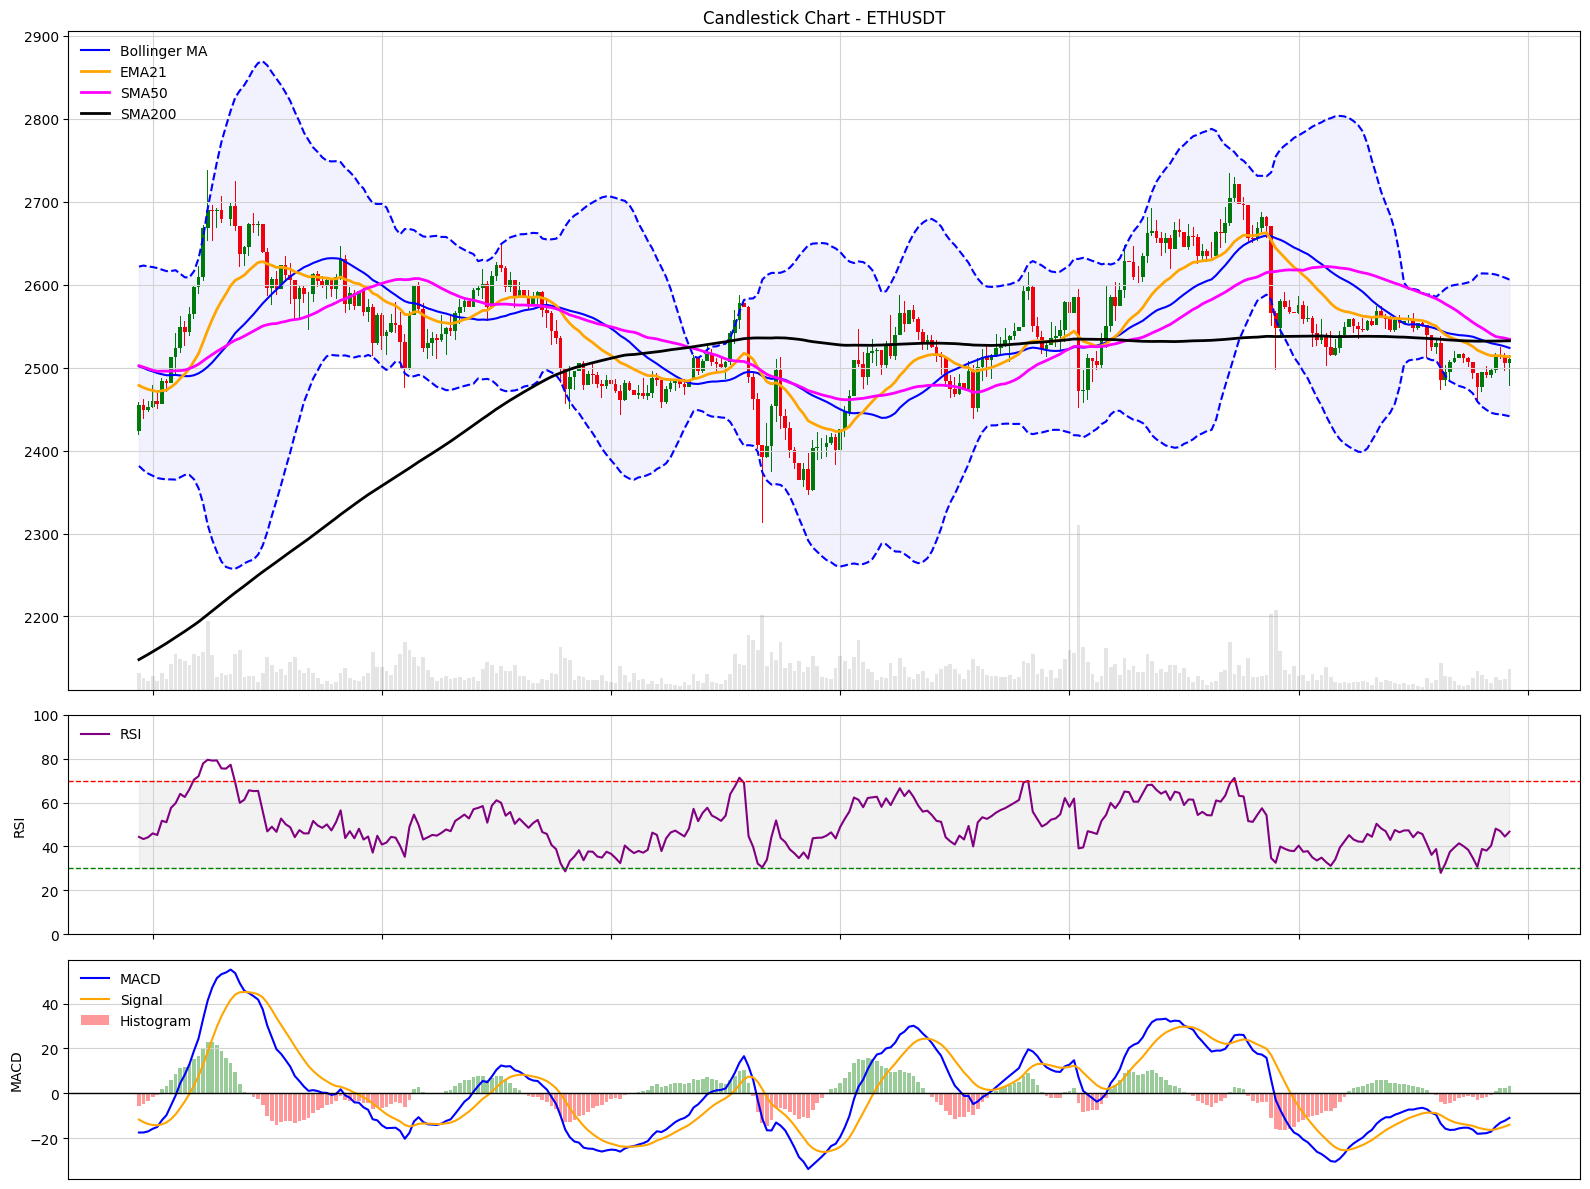 Candlestick Chart - ETHUSDT
2900
2800
2700
2600
2500
2400
2300
2200
Bollinger MA
EMA21
SMA50
SMA200
100
80
60
40
20
0
RSI
RSI
40
20
0
−20
MACD
MACD
Signal
Histogram